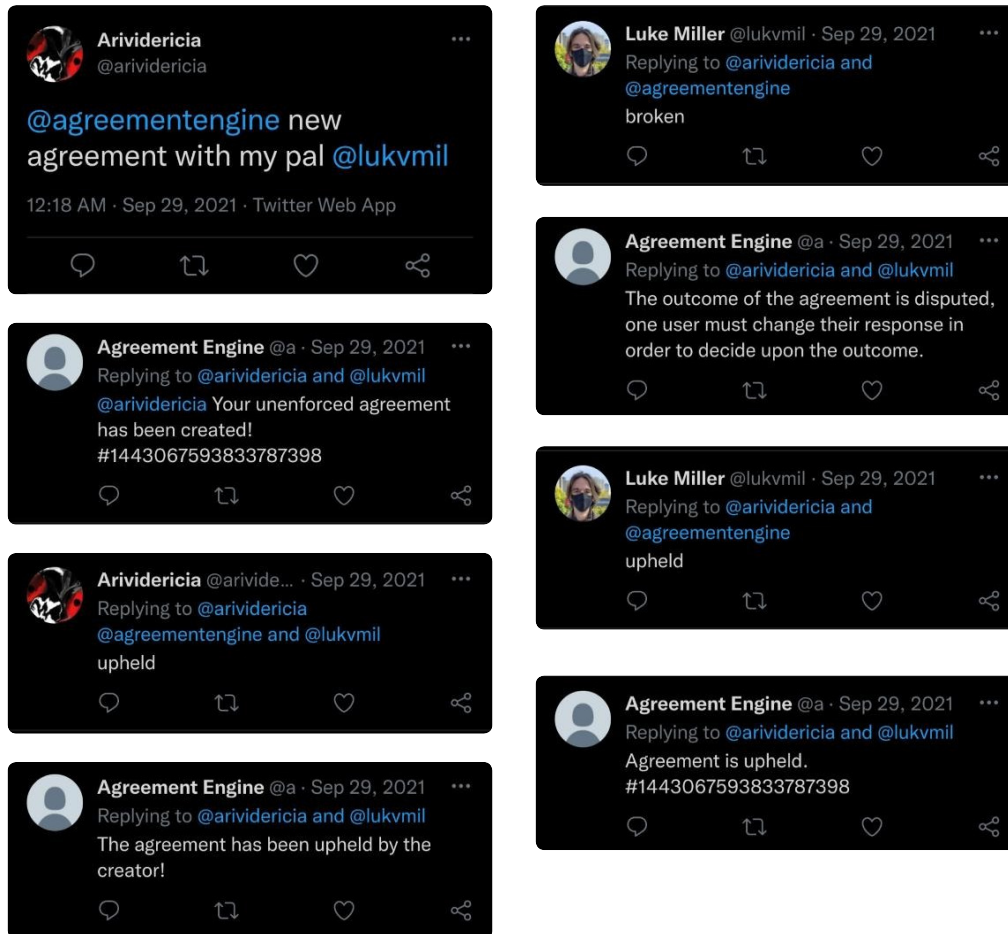 Arividericia
@arividericia
@agreementengine new
agreement with my pal @lukvmil
12:18 AM · Sep 29, 2021 · Twitter Web App
Agreement Engine @a · Sep 29, 2021
Replying to @arividericia and @lukvmil
@arividericia Your unenforced agreement
has been created!
#1443067593833787398
Arividericia @arivide... · Sep 29, 2021
Replying to @arividericia
@agreementengine and @lukvmil
upheld
Agreement Engine @a · Sep 29, 2021
Replying to @arividericia and @lukvmil
The agreement has been upheld by the
creator!
Luke Miller @lukvmil · Sep 29, 2021
Replying to @arividericia and
@agreementengine
broken
Agreement Engine @a · Sep 29, 2021
Replying to @arividericia and @lukvmil
The outcome of the agreement is disputed,
one user must change their response in
order to decide upon the outcome.
Luke Miller @lukvmil · Sep 29, 2021
Replying to @arividericia and
@agreementengine
upheld
Agreement Engine @a · Sep 29, 2021
Replying to @arividericia and @lukvmil
Agreement is upheld.
#1443067593833787398